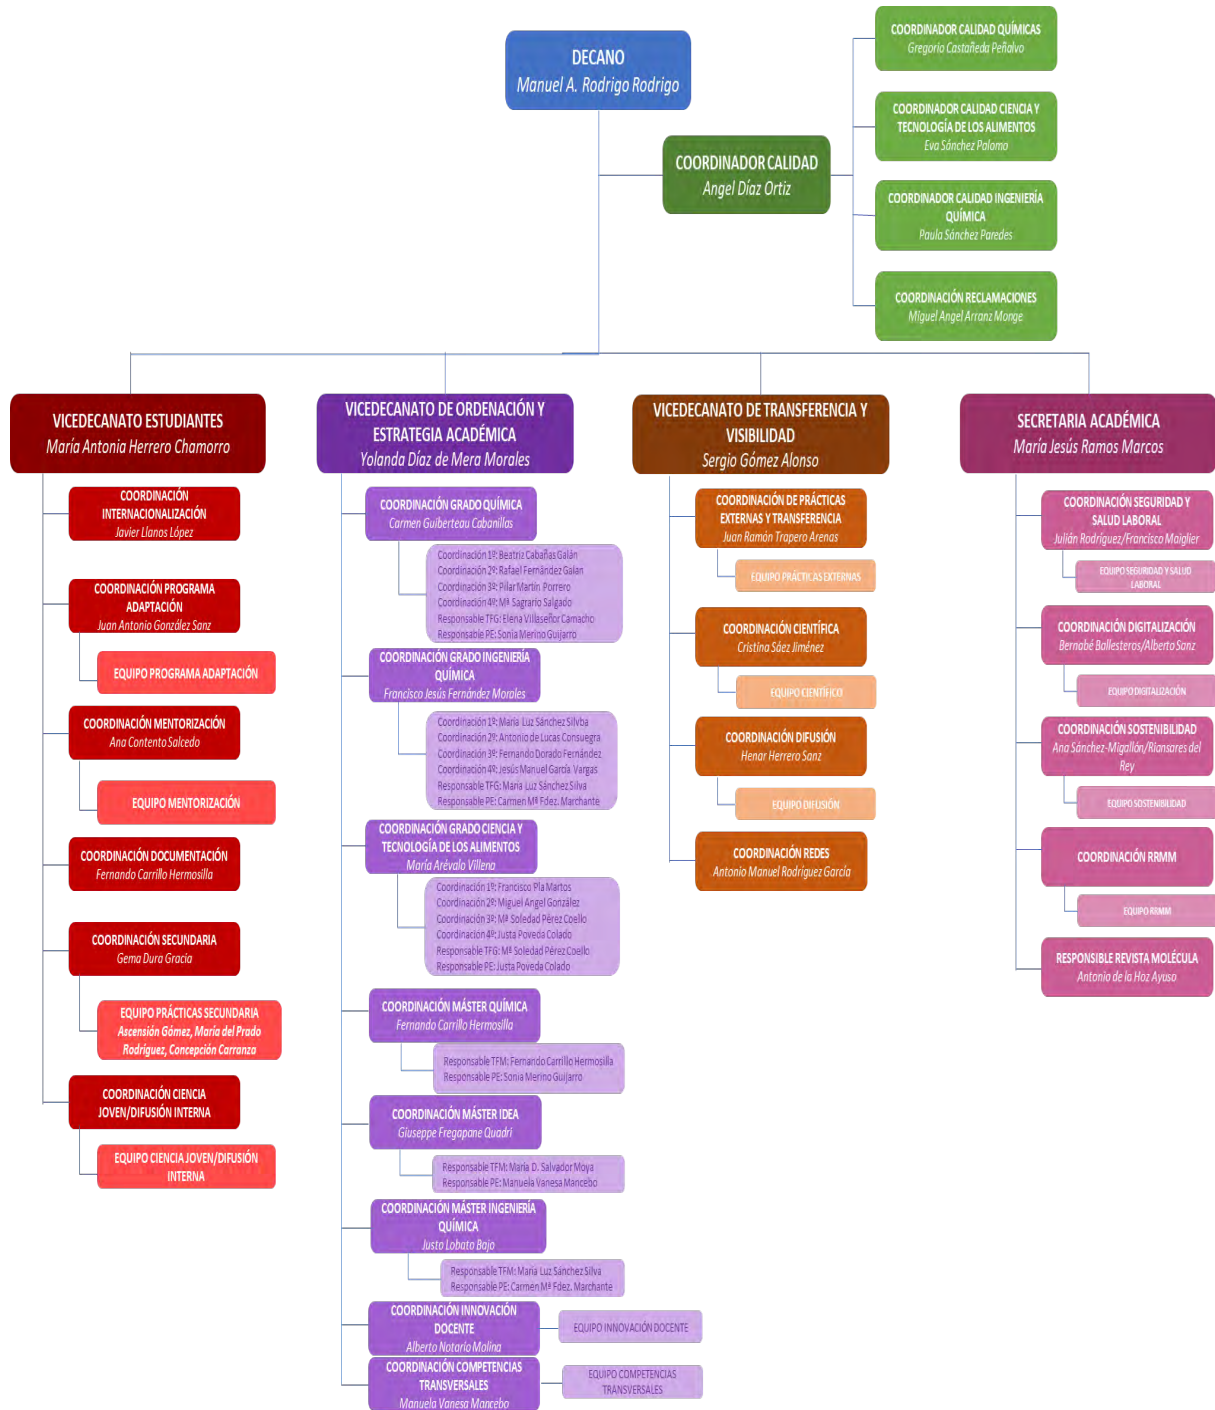 DECANO
Manuel A. Rodrigo Rodrigo
COORDINADOR CALIDAD
Angel Díaz Ortiz
COORDINADOR CALIDAD QUÍMICAS
Gregorio Castañeda Peñalvo
COORDINADOR CALIDAD CIENCIA Y
TECNOLOGÍA DE LOS ALIMENTOS
Eva Sánchez Palomo
COORDINADOR CALIDAD INGENIERÍA
QUÍMICA
Paula Sánchez Paredes
COORDINACIÓN RECLAMACIONES
Miguel Angel Arranz Monge
VICEDECANATO ESTUDIANTES
María Antonia Herrero Chamorro
COORDINACIÓN
INTERNACIONALIZACIÓN
Javier Llanos López
COORDINACIÓN PROGRAMA
ADAPTACIÓN
Juan Antonio González Sanz
EQUIPO PROGRAMA ADAPTACIÓN
COORDINACIÓN MENTORIZACIÓN
Ana Contento Salcedo
EQUIPO MENTORIZACIÓN
COORDINACIÓN DOCUMENTACIÓN
Fernando Carrillo Hermosilla
COORDINACIÓN SECUNDARIA
Gema Dura Gracia
EQUIPO PRÁCTICAS SECUNDARIA
Ascensión Gómez, María del Prado
Rodríguez, Concepción Carranza
COORDINACIÓN CIENCIA
JOVEN/DIFUSIÓN INTERNA
EQUIPO CIENCIA JOVEN/DIFUSIÓN
INTERNA
VICEDECANATO DE ORDENACIÓN Y
ESTRATEGIA ACADÉMICA
Yolanda Díaz de Mera Morales
COORDINACIÓN GRADO QUÍMICA
Carmen Guiberteau Cabanillas
Coordinación 1º: Beatriz Cabañas Galán
Coordinación 2º: Rafael Fernández Galan
Coordinación 3º: Pilar Martín Porrero
Coordinación 4º: Mª Sagrario Salgado
Responsable TFG: Elena Villaseñor Camacho
Responsable PE: Sonia Merino Guijarro
COORDINACIÓN GRADO INGENIERÍA
QUÍMICA
Francisco Jesús Fernández Morales
Coordinación 1º: María Luz Sánchez Silvba
Coordinación 2º: Antonio de Lucas Consuegra
Coordinación 3º: Fernando Dorado Fernández
Coordinación 4º: Jesús Manuel García Vargas
Responsable TFG: María Luz Sánchez Silva
Responsable PE: Carmen Mª Fdez. Marchante
COORDINACIÓN GRADO CIENCIA Y
TECNOLOGÍA DE LOS ALIMENTOS
María Arévalo Villena
Coordinación 1º: Francisco Pla Martos
Coordinación 2º: Miguel Angel González
Coordinación 3º: Mª Soledad Pérez Coello
Coordinación 4º: Justa Poveda Colado
Responsable TFG: Mª Soledad Pérez Coello
Responsable PE: Justa Poveda Colado
COORDINACIÓN MÁSTER QUÍMICA
Fernando Carrillo Hermosilla
Responsable TFM: Fernando Carrillo Hermosilla
Responsable PE: Sonia Merino Guijarro
COORDINACIÓN MÁSTER IDEA
Giuseppe Fregapane Quadri
Responsable TFM: María D. Salvador Moya
Responsable PE: Manuela Vanesa Mancebo
COORDINACIÓN MÁSTER INGENIERÍA
QUÍMICA
Justo Lobato Bajo
Responsable TFM: María Luz Sánchez Silva
Responsable PE: Carmen Mª Fdez. Marchante
COORDINACIÓN INNOVACIÓN
DOCENTE
Alberto Notario Molina
EQUIPO INNOVACIÓN DOCENTE
COORDINACIÓN COMPETENCIAS
TRANSVERSALES
Manuela Vanesa Mancebo
EQUIPO COMPETENCIAS
TRANSVERSALES
VICEDECANATO DE TRANSFERENCIA Y
VISIBILIDAD
Sergio Gómez Alonso
COORDINACIÓN DE PRÁCTICAS
EXTERNAS Y TRANSFERENCIA
Juan Ramón Trapero Arenas
EQUIPO PRÁCTICAS EXTERNAS
COORDINACIÓN CIENTÍFICA
Cristina Sáez Jiménez
EQUIPO CIENTÍFICO
COORDINACIÓN DIFUSIÓN
Henar Herrero Sanz
EQUIPO DIFUSIÓN
COORDINACIÓN REDES
Antonio Manuel Rodríguez García
SECRETARIA ACADÉMICA
María Jesús Ramos Marcos
COORDINACIÓN SEGURIDAD Y
SALUD LABORAL
Julián Rodríguez/Francisco Maiglier
EQUIPO SEGURIDAD Y SALUD
LABORAL
COORDINACIÓN DIGITALIZACIÓN
Bernabé Ballesteros/Alberto Sanz
EQUIPO DIGITALIZACIÓN
COORDINACIÓN SOSTENIBILIDAD
Ana Sánchez-Migallón/Riansares del
Rey
EQUIPO SOSTENIBILIDAD
COORDINACIÓN RRMM
EQUIPO RRMM
RESPONSIBLE REVISTA MOLÉCULA
Antonio de la Hoz Ayuso